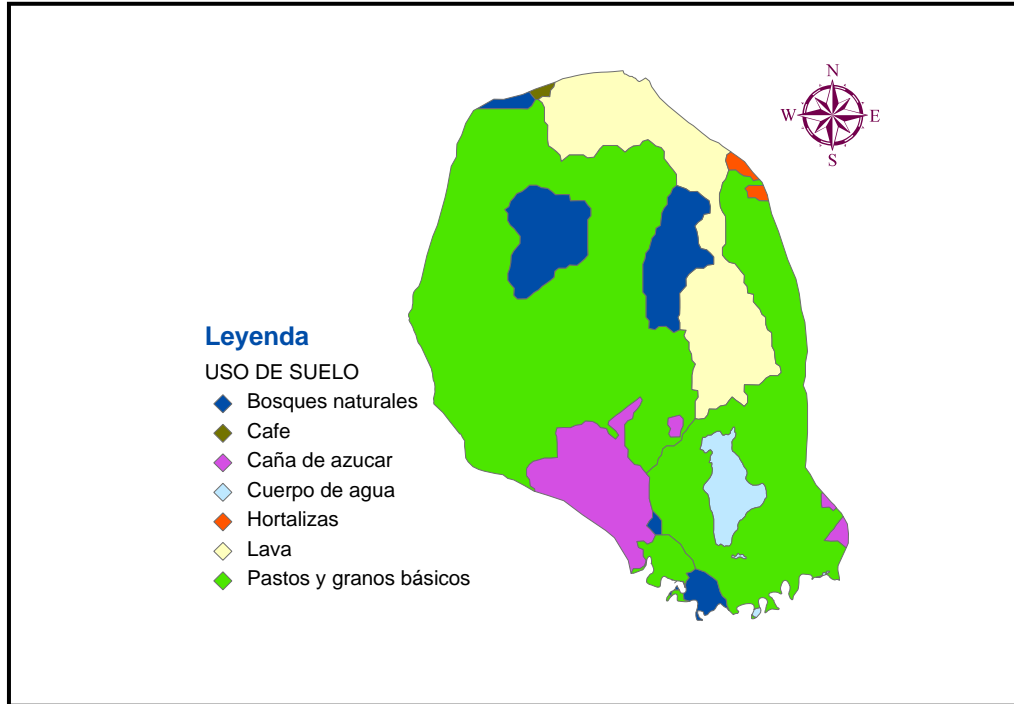 N
W E
S
Leyenda
USO DE SUELO
Bosques naturales
Cafe
Caña de azucar
Cuerpo de agua
Hortalizas
Lava
Pastos y granos básicos